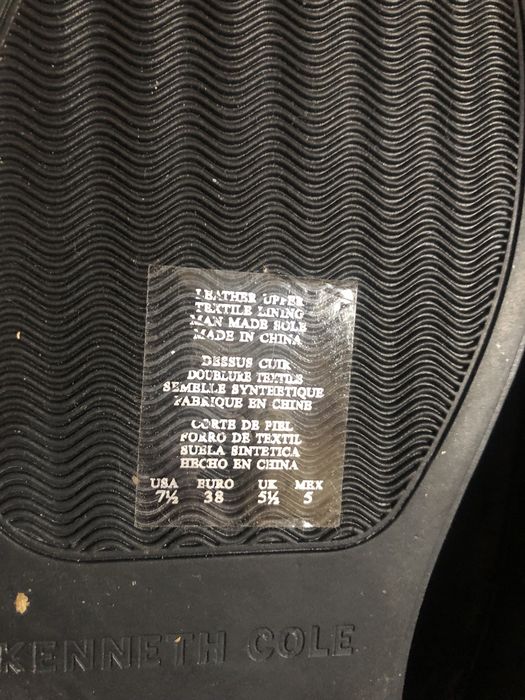 LEATHER UPPER
TEXTILE LINING
MAN MADE SOLE
MADE IN CHINA
DESSUS CUIR
DOUBLURE TEXTILE
SEMELLE SYNTHETIQUE
FABRIQUE EN CHINE
CORTE DE PIEL
FORRO DE TEXTIL
SUELA SINTETICA
HECHO EN CHINA
USA EURO UK MEX
7½ 38 5½ 5
KENNETH COLE